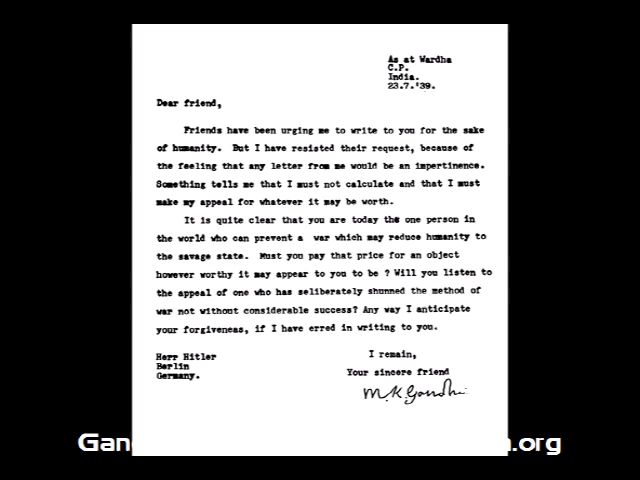 As at Wardha
C.P.
India.
23.7.'39.
Dear friend,
Friends have been urging me to write to you for the sake
of humanity. But I have resisted their request, because of
the feeling that any letter from me would be an impertinence.
Something tells me that I must not calculate and that I must
make my appeal for whatever it may be worth.
It is quite clear that you are today the one person in
the world who can prevent a war which may reduce humanity to
the savage state. Must you pay that price for an object
however worthy it may appear to you to be ? Will you listen to
the appeal of one who has seliberately shunned the method of
war not without considerable success? Any way I anticipate
your forgiveness, if I have erred in writing to you.
I remain,
Your sincere friend
M.K.Gandhi
Herr Hitler
Berlin
Germany.
.org